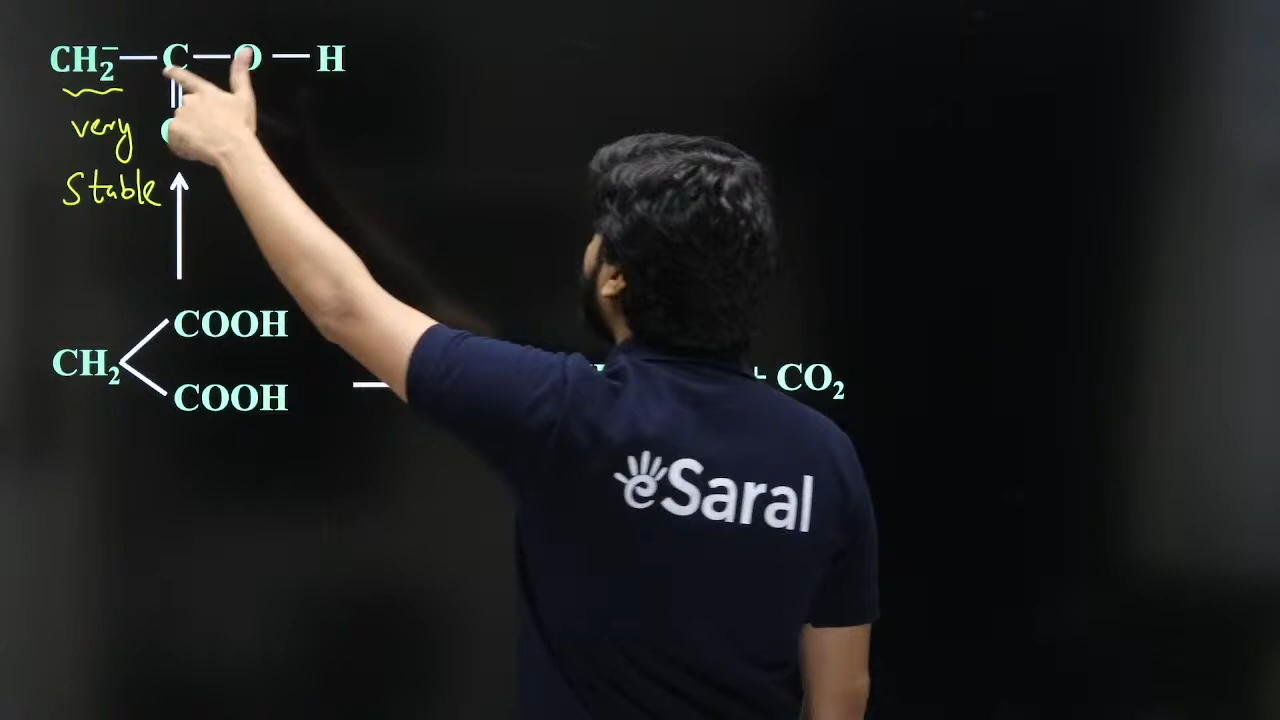 CH₂⁻—C—O—H
very
Stable
COOH
CH₂
COOH
+ CO₂
eSaral